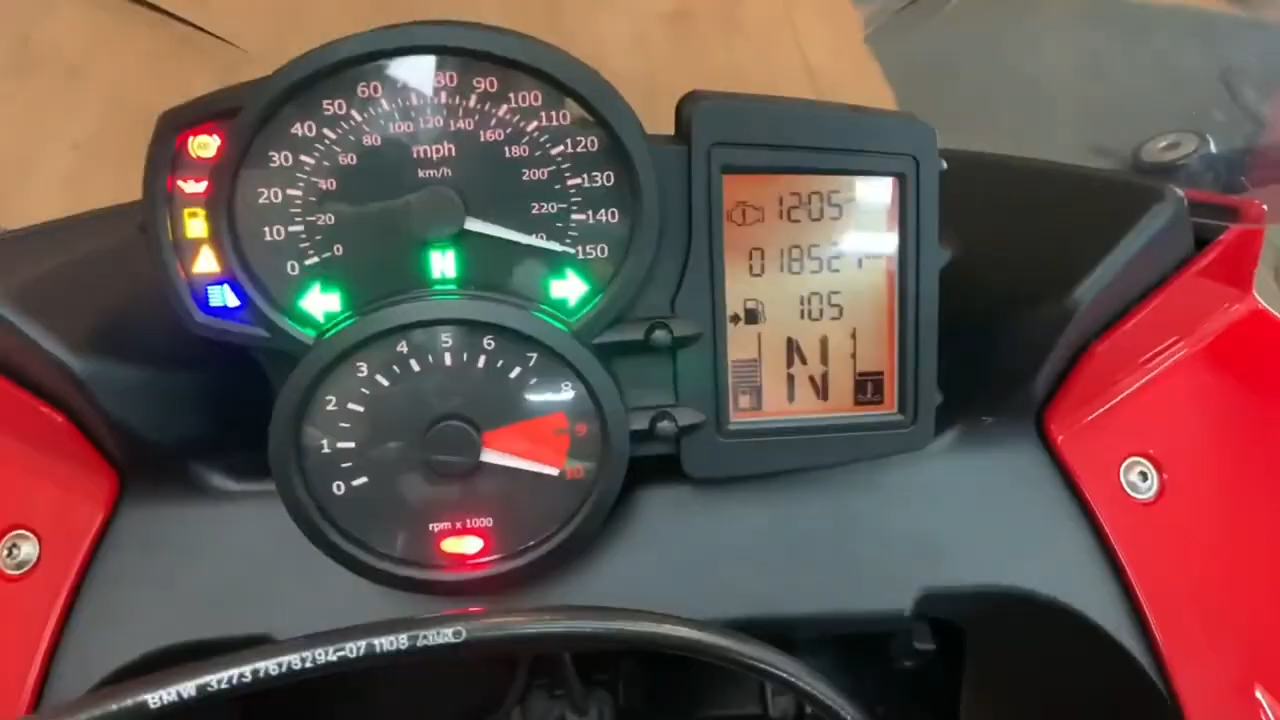 0 10 20 30 40 50 60 80 90 100 110 120 130 140 150
0 20 40 60 80 100 120 140 160 180 200 220
mph
km/h
N
0 1 2 3 4 5 6 7 8 9 10
rpm x 1000
12:05
01852
105
N
BMW 3273 7678294-07 1108